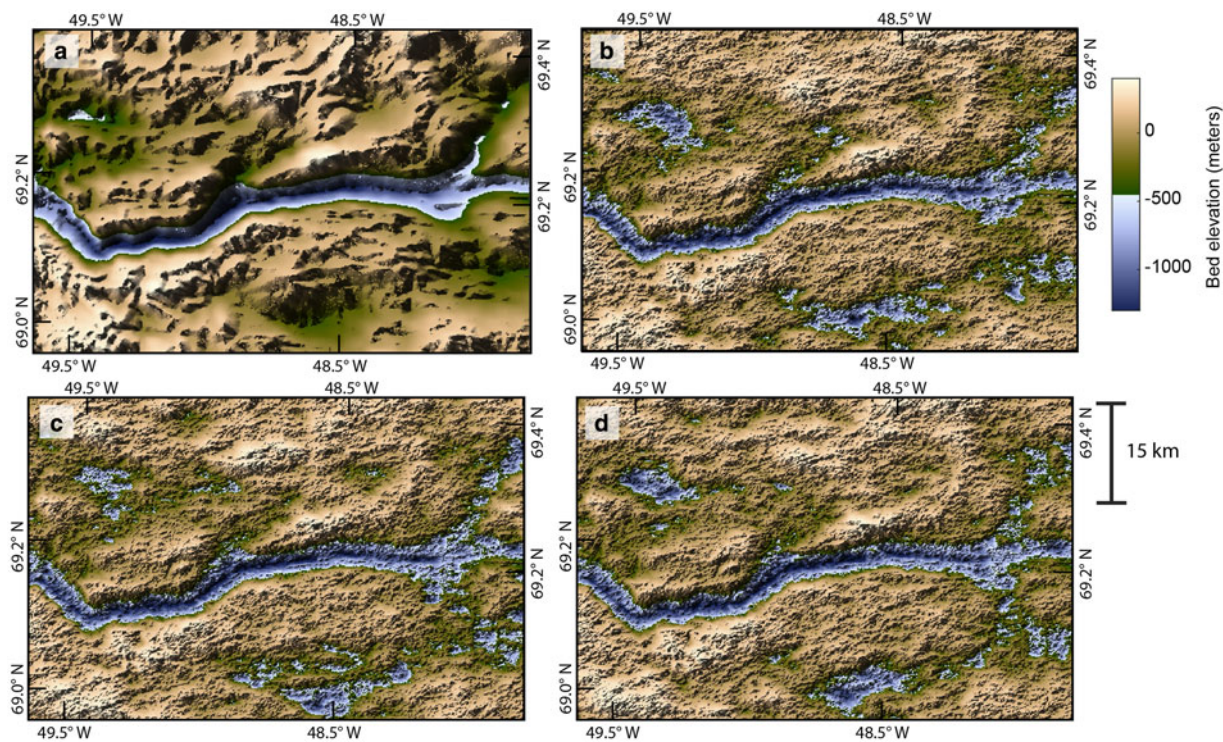 49.5° W 48.5° W 49.5° W 48.5° W
a b
69.4° N 69.4° N
69.2° N 69.2° N 69.2° N 69.2° N
69.0° N 69.0° N
49.5° W 48.5° W 49.5° W 48.5° W
0
-500
-1000
Bed elevation (meters)
49.5° W 48.5° W 49.5° W 48.5° W
c d
69.4° N 69.4° N
69.2° N 69.2° N 69.2° N 69.2° N
69.0° N 69.0° N
49.5° W 48.5° W 49.5° W 48.5° W
15 km